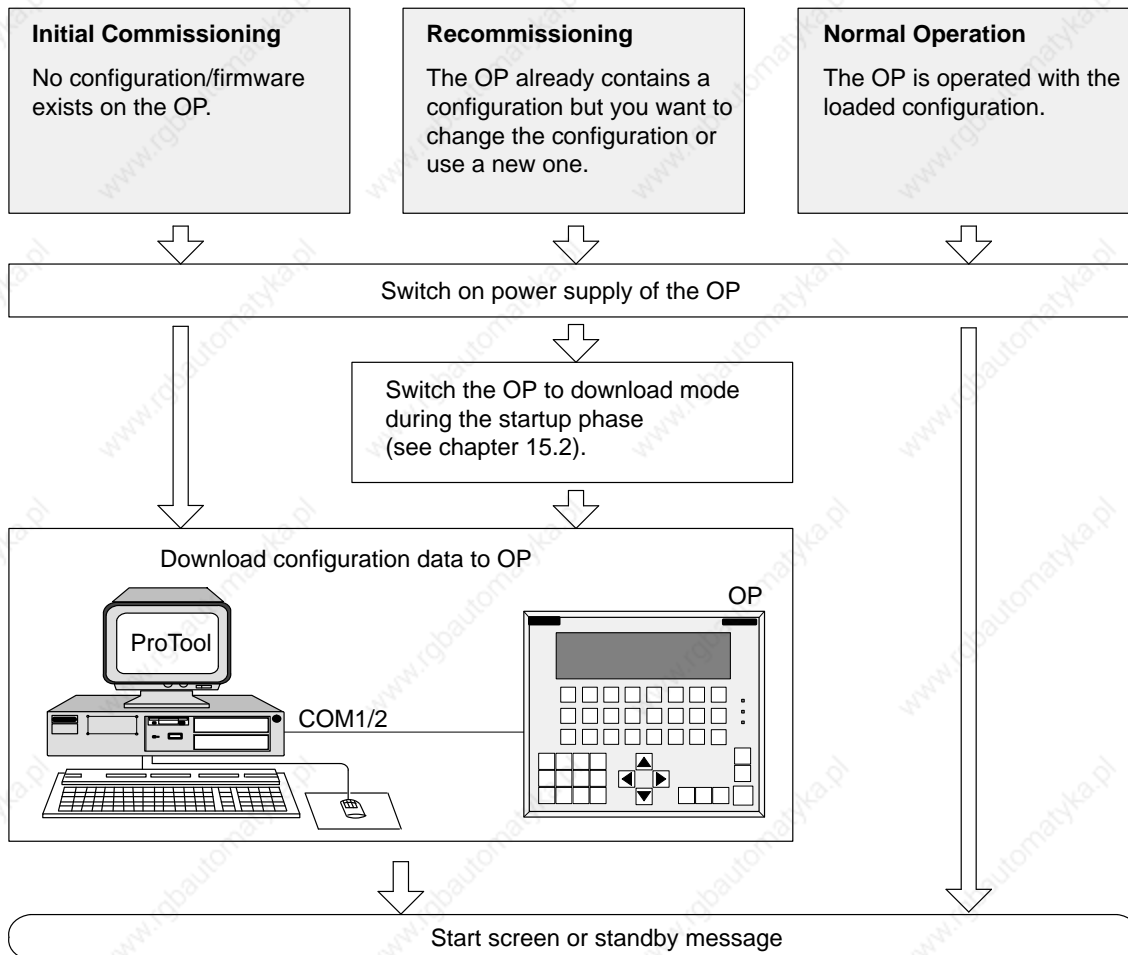 Initial Commissioning
No configuration/firmware
exists on the OP.
Recommissioning
The OP already contains a
configuration but you want to
change the configuration or
use a new one.
Normal Operation
The OP is operated with the
loaded configuration.
Switch on power supply of the OP
Switch the OP to download mode
during the startup phase
(see chapter 15.2).
Download configuration data to OP
OP
ProTool
COM1/2
Start screen or standby message
www.rgbautomatyka.pl